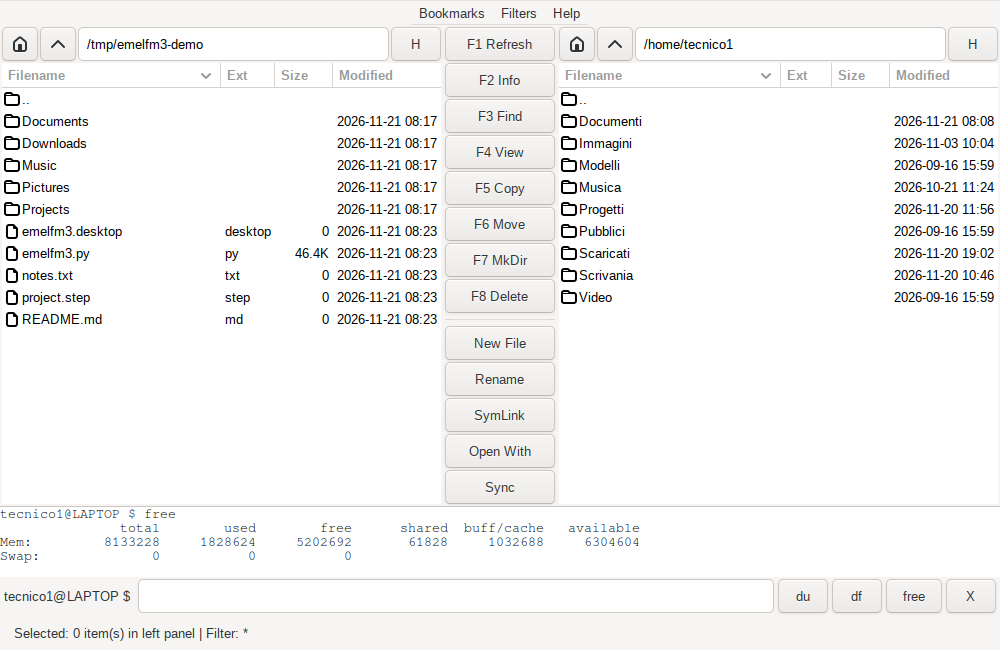 Bookmarks Filters Help
/tmp/emelfm3-demo H F1 Refresh /home/tecnico1 H
Filename Ext Size Modified F2 Info Filename Ext Size Modified
.. ..
Documents 2026-11-21 08:17 F3 Find Documenti 2026-11-21 08:08
Downloads 2026-11-21 08:17 F4 View Immagini 2026-11-03 10:04
Music 2026-11-21 08:17 Modelli 2026-09-16 15:59
Pictures 2026-11-21 08:17 F5 Copy Musica 2026-10-21 11:24
Projects 2026-11-21 08:17 F6 Move Progetti 2026-11-20 11:56
emelfm3.desktop desktop 0 2026-11-21 08:23 Pubblici 2026-09-16 15:59
emelfm3.py py 46.4K 2026-11-21 08:23 F7 MkDir Scaricati 2026-11-20 19:02
notes.txt txt 0 2026-11-21 08:23 Scrivania 2026-11-20 10:46
project.step step 0 2026-11-21 08:23 F8 Delete Video 2026-09-16 15:59
README.md md 0 2026-11-21 08:23
New File
Rename
SymLink
Open With
Sync
tecnico1@LAPTOP $ free
total used free shared buff/cache available
Mem: 8133228 1828624 5202692 61828 1032688 6304604
Swap: 0 0 0
tecnico1@LAPTOP $ du df free X
Selected: 0 item(s) in left panel | Filter: *